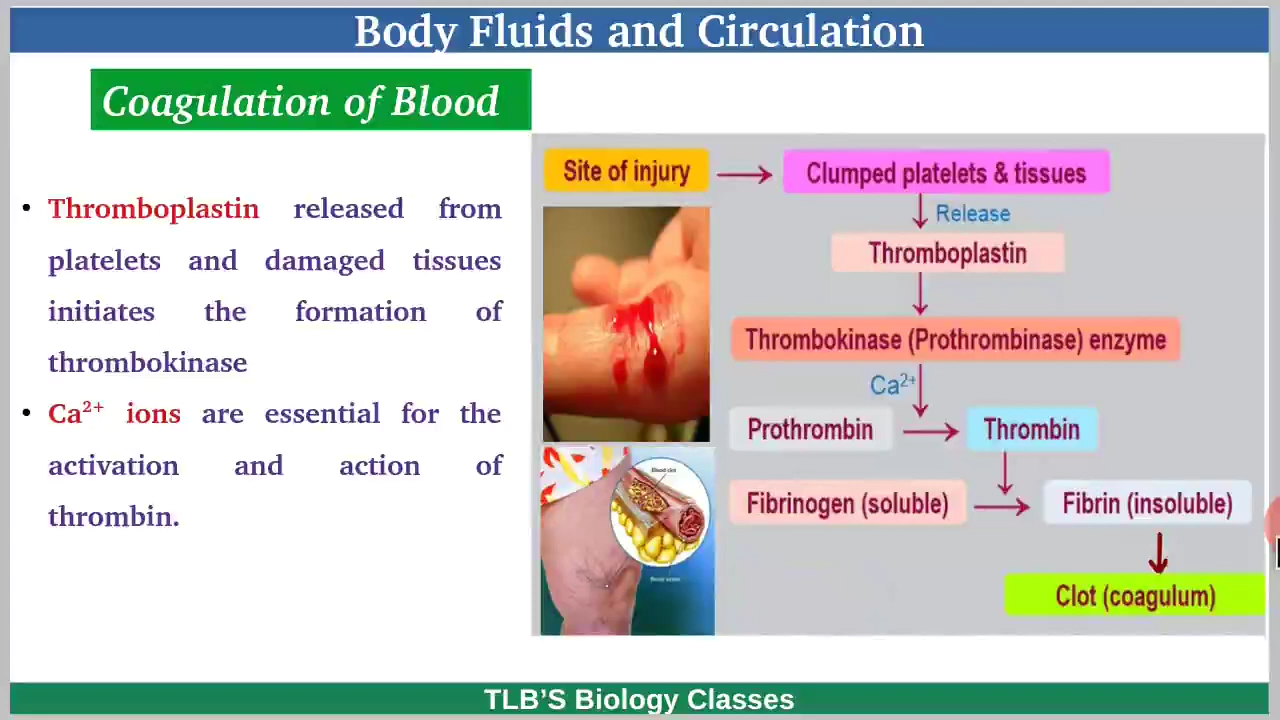 Body Fluids and Circulation
Coagulation of Blood
• Thromboplastin released from
platelets and damaged tissues
initiates the formation of
thrombokinase
• Ca²⁺ ions are essential for the
activation and action of
thrombin.
Site of injury
Clumped platelets & tissues
Release
Thromboplastin
Thrombokinase (Prothrombinase) enzyme
Ca²⁺
Prothrombin
Thrombin
Fibrinogen (soluble)
Fibrin (insoluble)
Clot (coagulum)
Blood clot
TLB'S Biology Classes